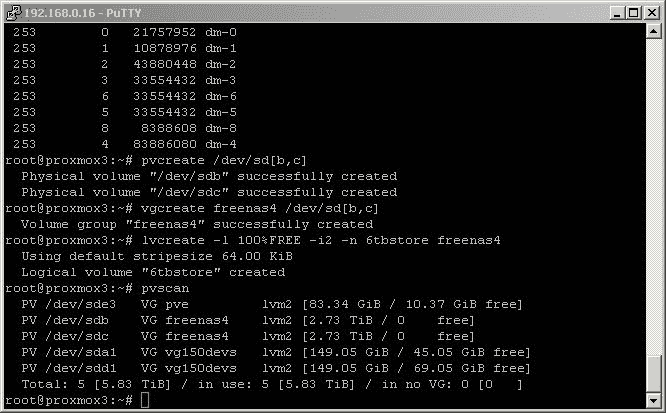 192.168.0.16 - PuTTY
253 0 21757952 dm-0
253 1 10878976 dm-1
253 2 43880448 dm-2
253 3 33554432 dm-3
253 6 33554432 dm-6
253 5 33554432 dm-5
253 8 8388608 dm-8
253 4 83886080 dm-4
root@proxmox3:~# pvcreate /dev/sd[b,c]
Physical volume "/dev/sdb" successfully created
Physical volume "/dev/sdc" successfully created
root@proxmox3:~# vgcreate freenas4 /dev/sd[b,c]
Volume group "freenas4" successfully created
root@proxmox3:~# lvcreate -l 100%FREE -i2 -n 6tbstore freenas4
Using default stripesize 64.00 KiB
Logical volume "6tbstore" created
root@proxmox3:~# pvscan
PV /dev/sde3 VG pve lvm2 [83.34 GiB / 10.37 GiB free]
PV /dev/sdb VG freenas4 lvm2 [2.73 TiB / 0 free]
PV /dev/sdc VG freenas4 lvm2 [2.73 TiB / 0 free]
PV /dev/sda1 VG vg150devs lvm2 [149.05 GiB / 45.05 GiB free]
PV /dev/sdd1 VG vg150devs lvm2 [149.05 GiB / 69.05 GiB free]
Total: 5 [5.83 TiB] / in use: 5 [5.83 TiB] / in no VG: 0 [0 ]
root@proxmox3:~#